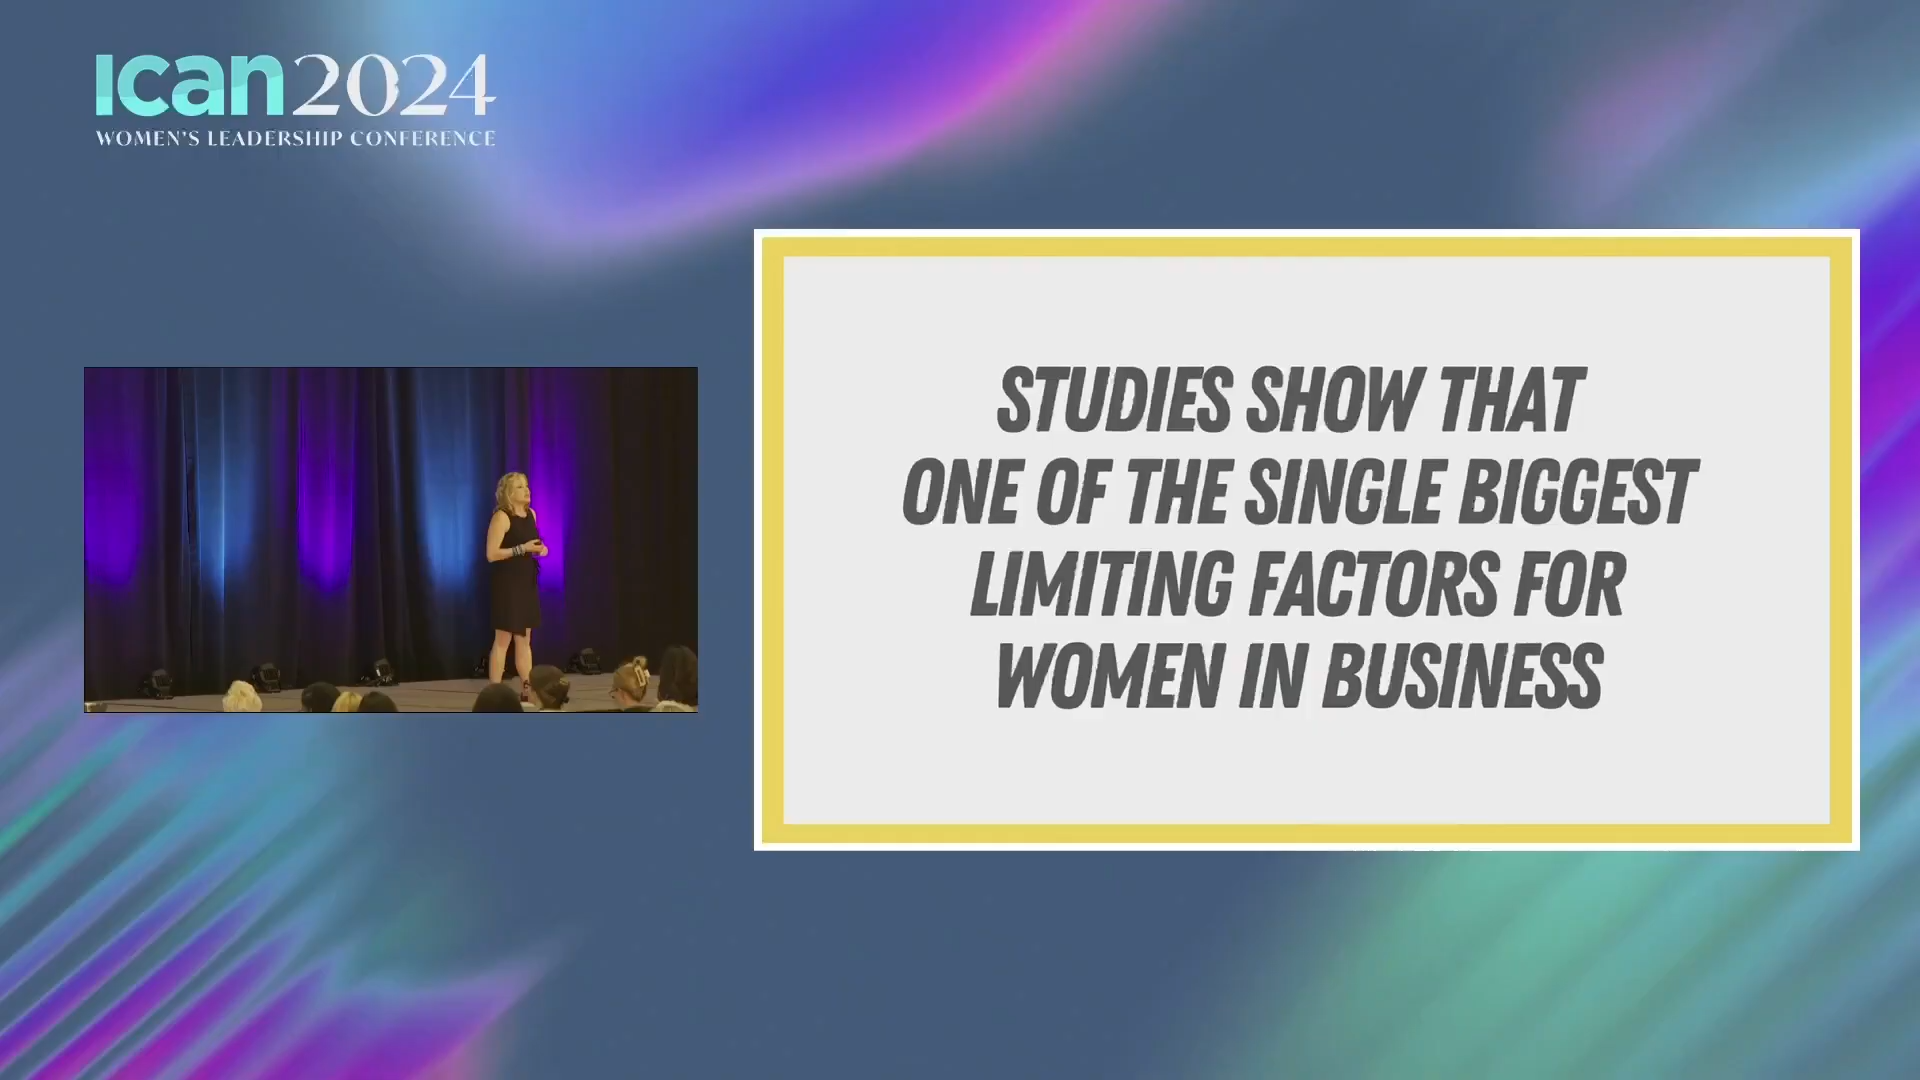 Ican2024
WOMEN'S LEADERSHIP CONFERENCE
STUDIES SHOW THAT
ONE OF THE SINGLE BIGGEST
LIMITING FACTORS FOR
WOMEN IN BUSINESS